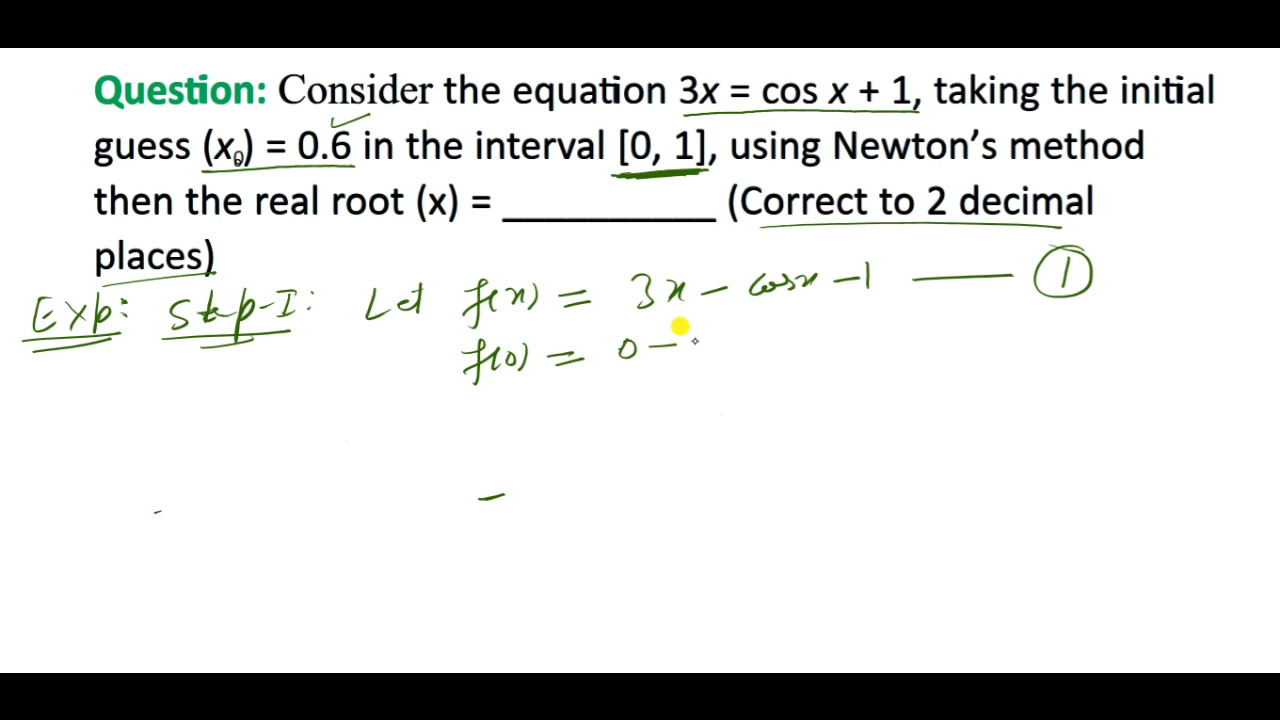 Question: Consider the equation 3x = cos x + 1, taking the initial
guess (x₀) = 0.6 in the interval [0, 1], using Newton’s method
then the real root (x) = __________ (Correct to 2 decimal
places)
Exp: Step-I: Let f(x) = 3x - cosx - 1 —— ①
f(0) = 0 -